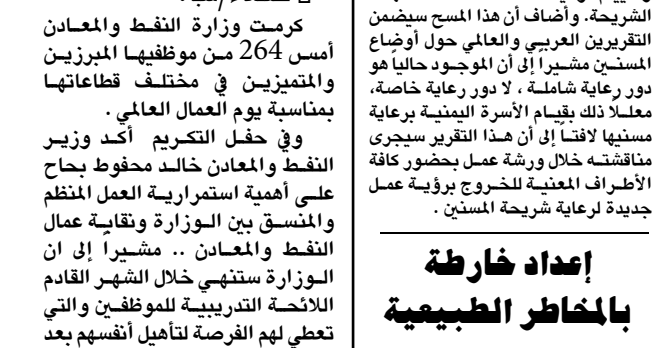 الشريحة. وأضاف أن هذا المسح سيضمن
التقريرين العربي والعالمي حول أوضاع
المسنين مشيراً إلى أن الموجود حالياً هو
دور رعاية شاملة ، لا دور رعاية خاصة،
معللاً ذلك بقيام الأسرة اليمنية برعاية
مسنيها لافتاً إلى أن هذا التقرير سيجرى
مناقشته خلال ورشة عمل بحضور كافة
الأطراف المعنية للخروج برؤية عمل
جديدة لرعاية شريحة المسنين .
إعداد خارطة
بالمخاطر الطبيعية
كرمت وزارة النفط والمعادن
أمس 264 من موظفيها المبرزين
والمتميزين في مختلف قطاعاتها
بمناسبة يوم العمال العالمي .
وفي حفل التكريم أكد وزير
النفط والمعادن خالد محفوط بحاح
على أهمية استمرارية العمل المنظم
والمنسق بين الوزارة ونقابة عمال
النفط والمعادن .. مشيراً إلى ان
الوزارة ستنهي خلال الشهر القادم
اللائحة التدريبية للموظفين والتي
تعطي لهم الفرصة لتأهيل أنفسهم بعد